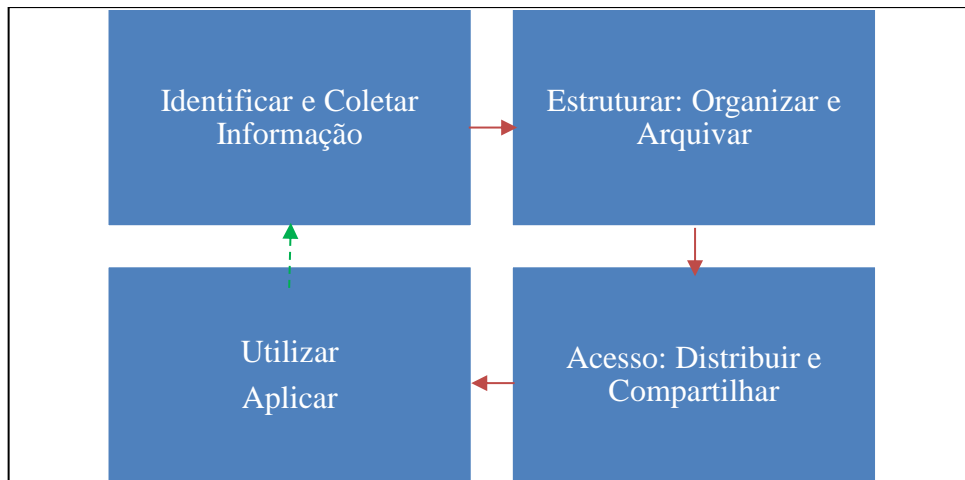 Identificar e Coletar
Informação
Estruturar: Organizar e
Arquivar
Utilizar
Aplicar
Acesso: Distribuir e
Compartilhar